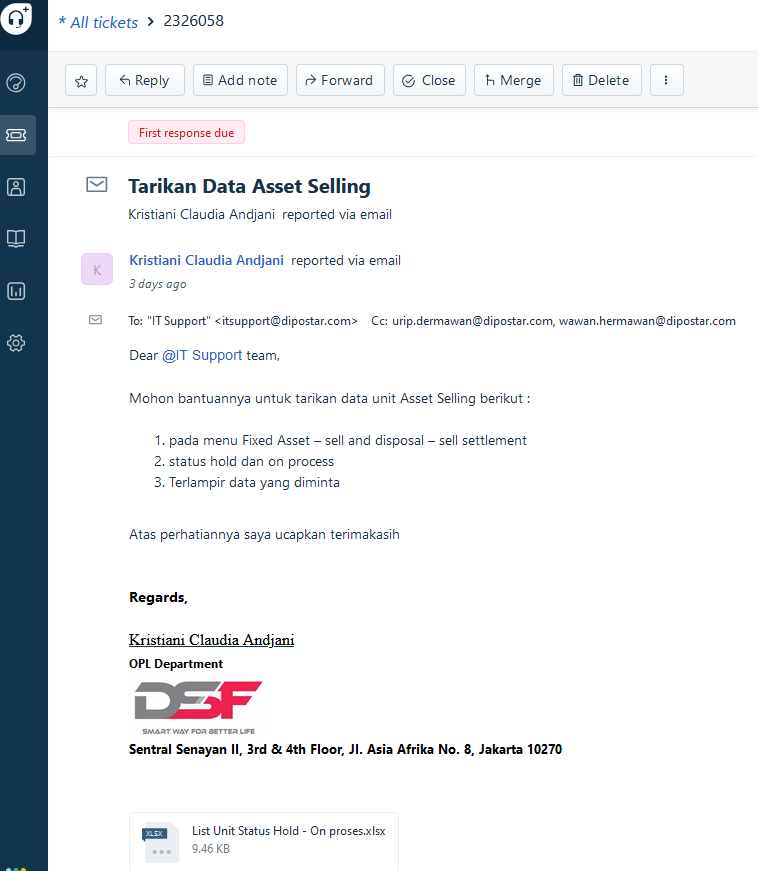 * All tickets > 2326058
Reply Add note Forward Close Merge Delete
First response due
Tarikan Data Asset Selling
Kristiani Claudia Andjani reported via email
K
Kristiani Claudia Andjani reported via email
3 days ago
To: "IT Support" <itsupport@dipostar.com> Cc: urip.dermawan@dipostar.com, wawan.hermawan@dipostar.com
Dear @IT Support team,
Mohon bantuannya untuk tarikan data unit Asset Selling berikut :
1. pada menu Fixed Asset – sell and disposal – sell settlement
2. status hold dan on process
3. Terlampir data yang diminta
Atas perhatiannya saya ucapkan terimakasih
Regards,
Kristiani Claudia Andjani
OPL Department
DSF
SMART WAY FOR BETTER LIFE
Sentral Senayan II, 3rd & 4th Floor, Jl. Asia Afrika No. 8, Jakarta 10270
XLSX
List Unit Status Hold - On proses.xlsx
9.46 KB